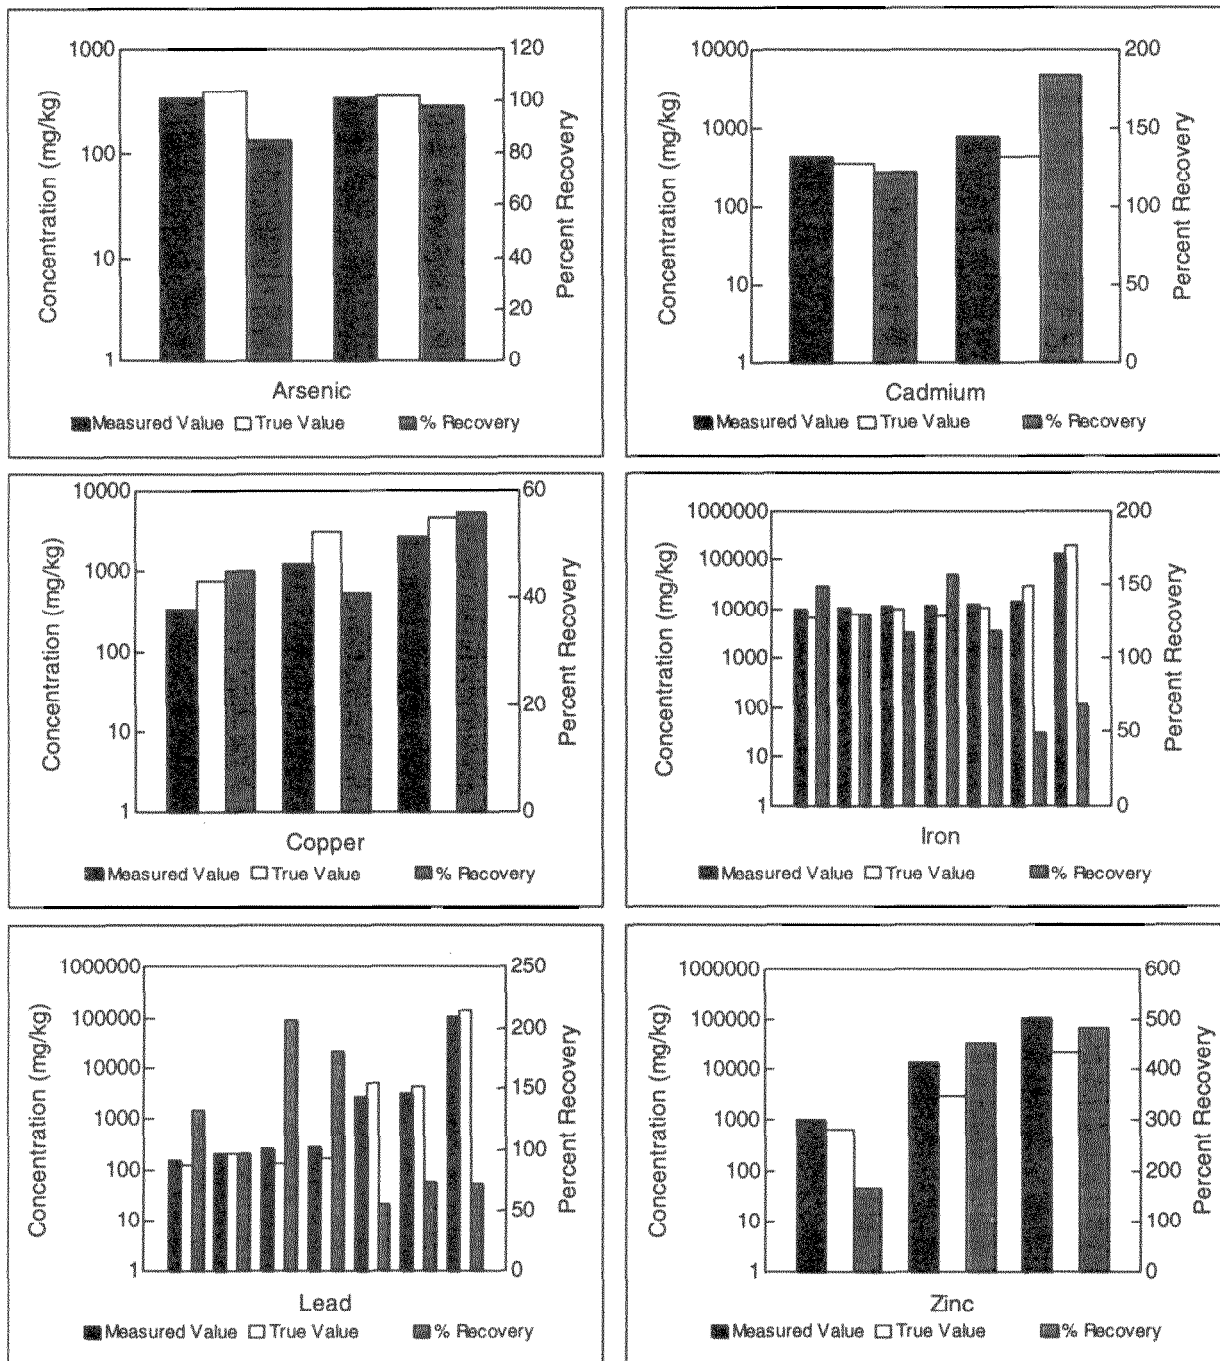 1000
100
10
1
Concentration (mg/kg)
120
100
80
60
40
20
0
Percent Recovery
Arsenic
Measured Value True Value % Recovery
10000
1000
100
10
1
Concentration (mg/kg)
200
150
100
50
0
Percent Recovery
Cadmium
Measured Value True Value % Recovery
10000
1000
100
10
1
Concentration (mg/kg)
60
40
20
0
Percent Recovery
Copper
Measured Value True Value % Recovery
1000000
100000
10000
1000
100
10
1
Concentration (mg/kg)
200
150
100
50
0
Percent Recovery
Iron
Measured Value True Value % Recovery
1000000
100000
10000
1000
100
10
1
Concentration (mg/kg)
250
200
150
100
50
0
Percent Recovery
Lead
Measured Value True Value % Recovery
1000000
100000
10000
1000
100
10
1
Concentration (mg/kg)
600
500
400
300
200
100
0
Percent Recovery
Zinc
Measured Value True Value % Recovery